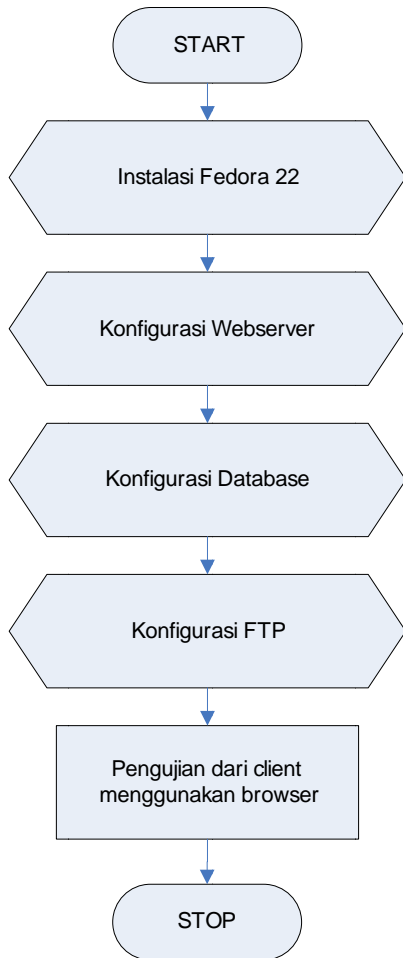 START
Instalasi Fedora 22
Konfigurasi Webserver
Konfigurasi Database
Konfigurasi FTP
Pengujian dari client
menggunakan browser
STOP